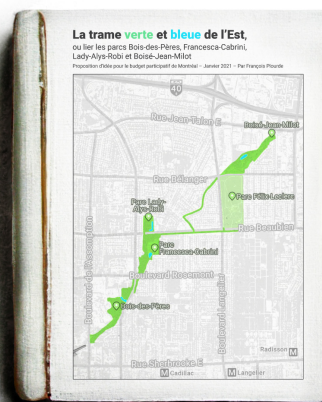 La trame verte et bleue de l'Est,
ou lier les parcs Bois-des-Pères, Francesca-Cabrini,
Lady-Alys-Robi et Boisé-Jean-Milot
Proposition d'idée pour le budget participatif de Montréal – Janvier 2021 – Par François Plourde
40
Rue Jean-Talon E
Boisé-Jean-Milot
Rue Bélanger
Parc Félix-Leclerc
Parc Lady-
Alys-Robi
Rue Beaubien
Parc
Francesca-Cabrini
Boulevard de l'Assomption
Boulevard Rosemont
Boulevard Langelier
Bois-des-Pères
Radisson M
Rue Sherbrooke E
M Cadillac
M Langelier